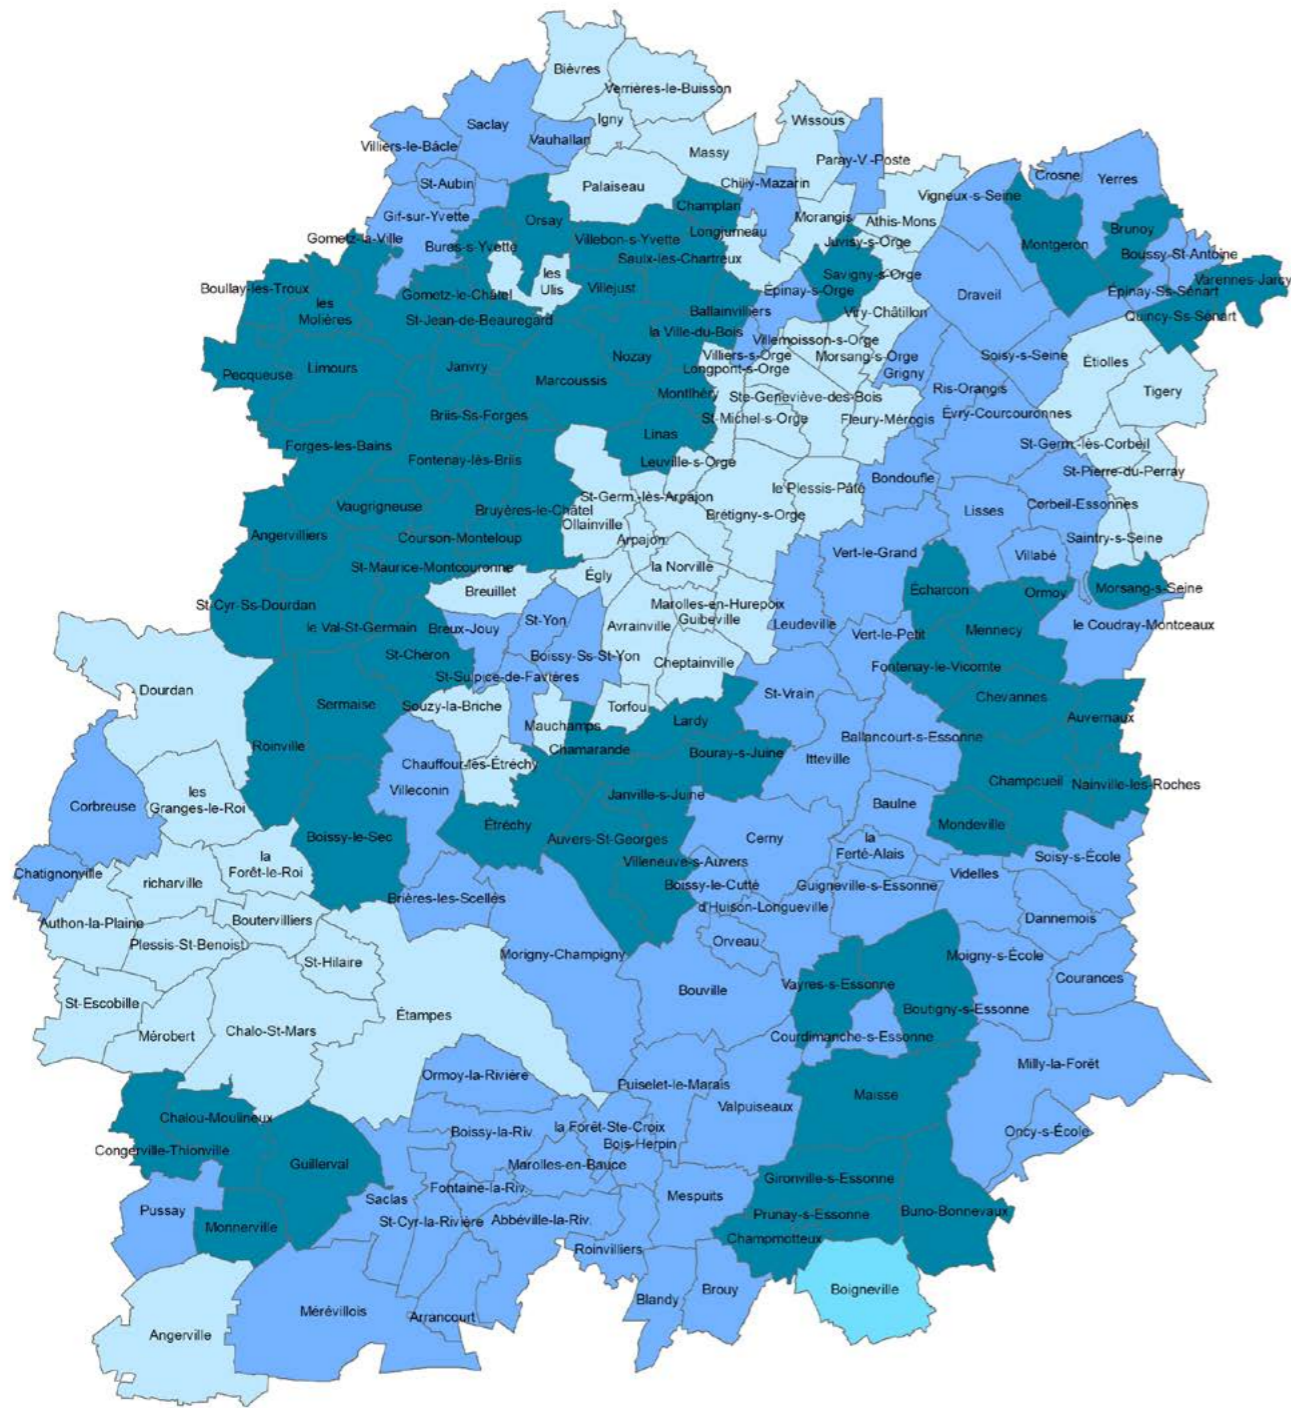 Bièvres
Verrières-le-Buisson
Saclay
Igny
Wissous
Villiers-le-Bâcle
Vauhallan
Massy
Paray-V.-Poste
St-Aubin
Palaiseau
Chilly-Mazarin
Crosne
Yerres
Vigneux-s-Seine
Gif-sur-Yvette
Orsay
Champlan
Morangis
Athis-Mons
Gometz-la-Ville
Bures-s-Yvette
Villebon-s-Yvette
Longjumeau
Juvisy-s-Orge
Montgeron
Brunoy
Boussy-St-Antoine
Saulx-les-Chartreux
Boullay-les-Troux
les
Ulis
Savigny-s-Orge
Varennes-Jarcy
les
Molières
Gometz-le-Châtel
Villejust
Épinay-s-Orge
Draveil
Épinay-Ss-Sénart
St-Jean-de-Beauregard
Ballainvilliers
Viry-Châtillon
Quincy-Ss-Sénart
la Ville-du-Bois
Villemoisson-s-Orge
Villiers-s-Orge
Morsang-s-Orge
Soisy-s-Seine
Étiolles
Nozay
Longpont-s-Orge
Pecqueuse
Limours
Janvry
Marcoussis
Grigny
Tigery
Montlhéry
Ste-Geneviève-des-Bois
Ris-Orangis
Briis-Ss-Forges
St-Michel-s-Orge
Fleury-Mérogis
Évry-Courcouronnes
Forges-les-Bains
Linas
St-Germ.-lès-Corbeil
Fontenay-lès-Briis
Leuville-s-Orge
St-Pierre-du-Perray
Bondoufle
Vaugrigneuse
St-Germ.-lès-Arpajon
le Plessis-Pâté
Corbeil-Essonnes
Bruyères-le-Châtel
Ollainville
Brétigny-s-Orge
Lisses
Angervilliers
Courson-Monteloup
Arpajon
Saintry-s-Seine
Vert-le-Grand
Villabé
St-Maurice-Montcouronne
la Norville
Égly
Breuillet
Écharcon
Ormoy
Morsang-s-Seine
St-Cyr-Ss-Dourdan
Marolles-en-Hurepoix
Guibeville
le Val-St-Germain
Breux-Jouy
St-Yon
Avrainville
Leudeville
Vert-le-Petit
Mennecy
le Coudray-Montceaux
St-Chéron
Boissy-Ss-St-Yon
Cheptainville
Fontenay-le-Vicomte
St-Sulpice-de-Favières
Dourdan
Sermaise
Souzy-la-Briche
Torfou
St-Vrain
Chevannes
Auvernaux
Lardy
Mauchamps
Roinville
Chamarande
Bouray-s-Juine
Ballancourt-s-Essonne
Chauffour-lès-Étréchy
Itteville
Champcueil
Nainville-les-Roches
les
Granges-le-Roi
Villeconin
Janville-s-Juine
Corbreuse
Baulne
Étréchy
Mondeville
Boissy-le-Sec
Auvers-St-Georges
Cerny
la
Ferté-Alais
la
Forêt-le-Roi
Villeneuve-s-Auvers
Soisy-s-École
Chatignonville
richarville
Boissy-le-Cutté
Guigneville-s-Essonne
Videlles
Brières-les-Scellés
d'Huison-Longueville
Authon-la-Plaine
Boutervilliers
Dannemois
Plessis-St-Benoist
Orveau
St-Hilaire
Morigny-Champigny
Moigny-s-École
Bouville
Vayres-s-Essonne
Courances
St-Escobille
Boutigny-s-Essonne
Étampes
Mérobert
Chalo-St-Mars
Courdimanche-s-Essonne
Milly-la-Forêt
Ormoy-la-Rivière
Puiselet-le-Marais
Maisse
Valpuiseaux
Chalou-Moulineux
Boissy-la-Riv.
la Forêt-Ste-Croix
Bois-Herpin
Oncy-s-École
Congerville-Thionville
Guillerval
Marolles-en-Bauce
Gironville-s-Essonne
Fontaine-la-Riv.
Mespuits
Pussay
Saclas
Buno-Bonnevaux
Monnerville
St-Cyr-la-Rivière
Abbéville-la-Riv.
Prunay-s-Essonne
Champmotteux
Roinvilliers
Boigneville
Blandy
Brouy
Mérévillois
Arrancourt
Angerville